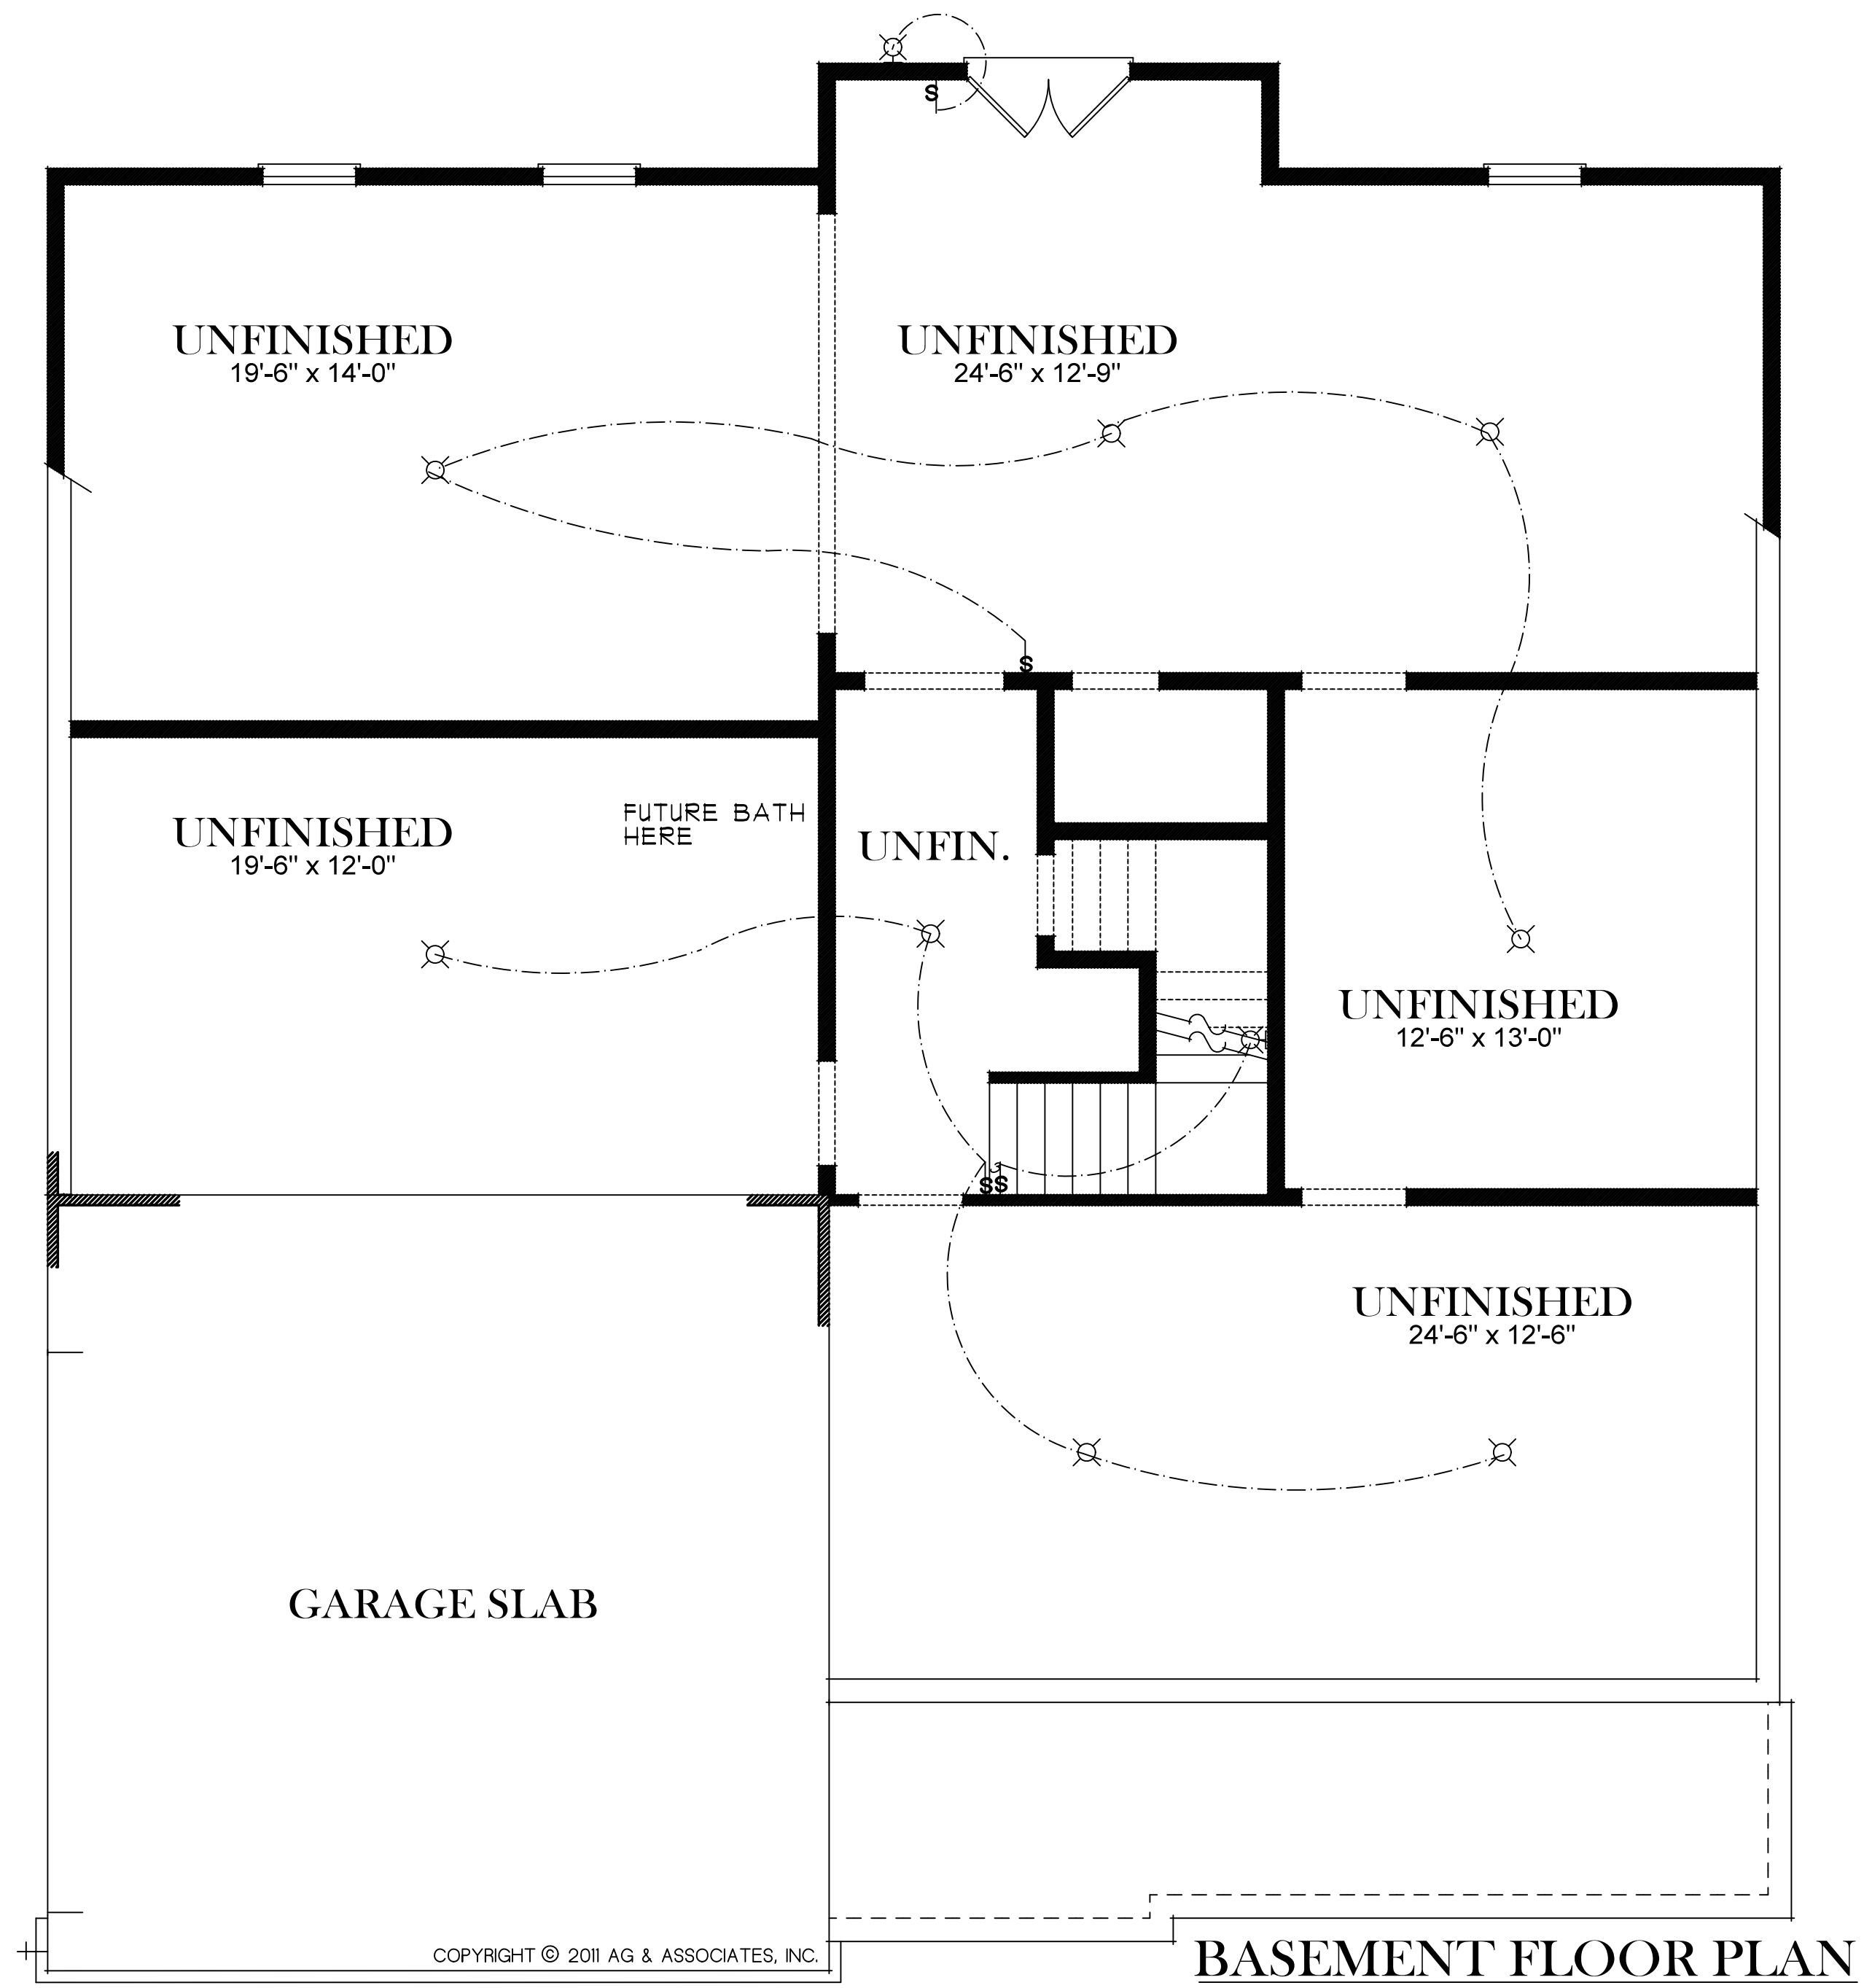 S
UNFINISHED
19'-6" x 14'-0"
UNFINISHED
24'-6" x 12'-9"
S
UNFINISHED
19'-6" x 12'-0"
FUTURE BATH
HERE
UNFIN.
UNFINISHED
12'-6" x 13'-0"
SS
UNFINISHED
24'-6" x 12'-6"
GARAGE SLAB
COPYRIGHT © 2011 AG & ASSOCIATES, INC.
BASEMENT FLOOR PLAN